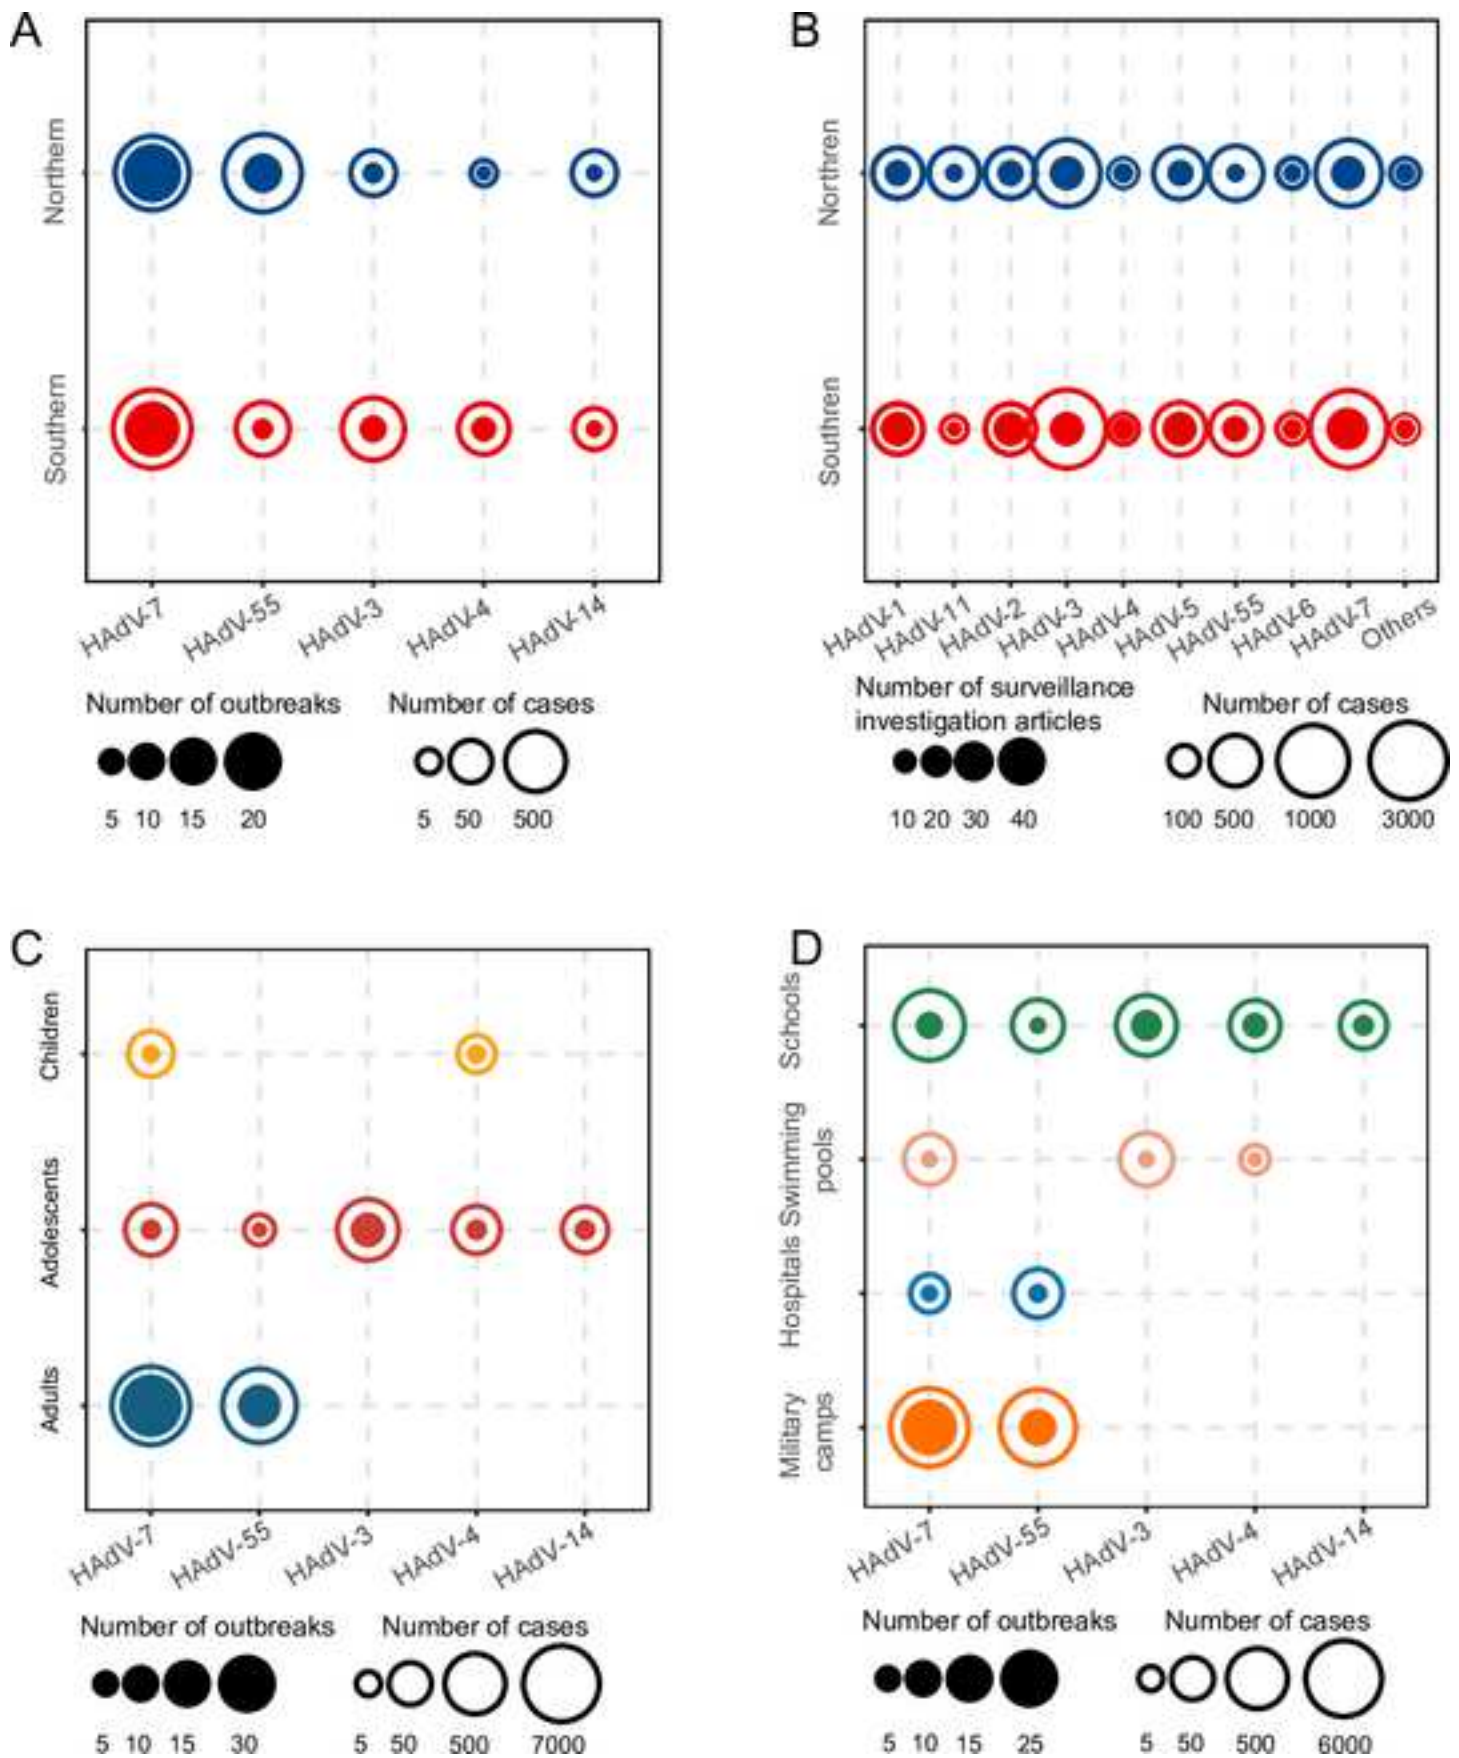 A
Northern
Southern
HAdV-7 HAdV-55 HAdV-3 HAdV-4 HAdV-14
Number of outbreaks Number of cases
5 10 15 20 5 50 500
B
Northren
Southren
HAdV-1 HAdV-11 HAdV-2 HAdV-3 HAdV-4 HAdV-5 HAdV-55 HAdV-6 HAdV-7 Others
Number of surveillance
investigation articles
Number of cases
10 20 30 40 100 500 1000 3000
C
Children
Adolescents
Adults
HAdV-7 HAdV-55 HAdV-3 HAdV-4 HAdV-14
Number of outbreaks Number of cases
5 10 15 30 5 50 500 7000
D
Schools
Swimming
pools
Hospitals
Military
camps
HAdV-7 HAdV-55 HAdV-3 HAdV-4 HAdV-14
Number of outbreaks Number of cases
5 10 15 25 5 50 500 6000